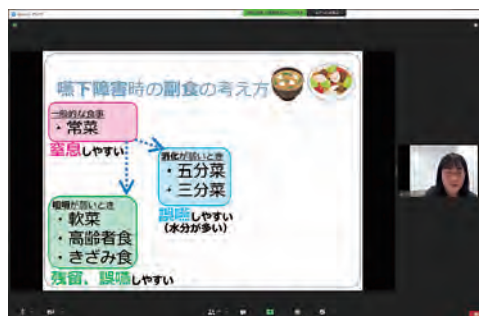 嚥下障害時の副食の考え方
一般的な食事
・常菜
窒息しやすい
消化が弱いとき
・五分菜
・三分菜
誤嚥しやすい
(水分が多い)
咀嚼が弱いとき
・軟菜
・高齢者食
・きざみ食
残留、誤嚥しやすい